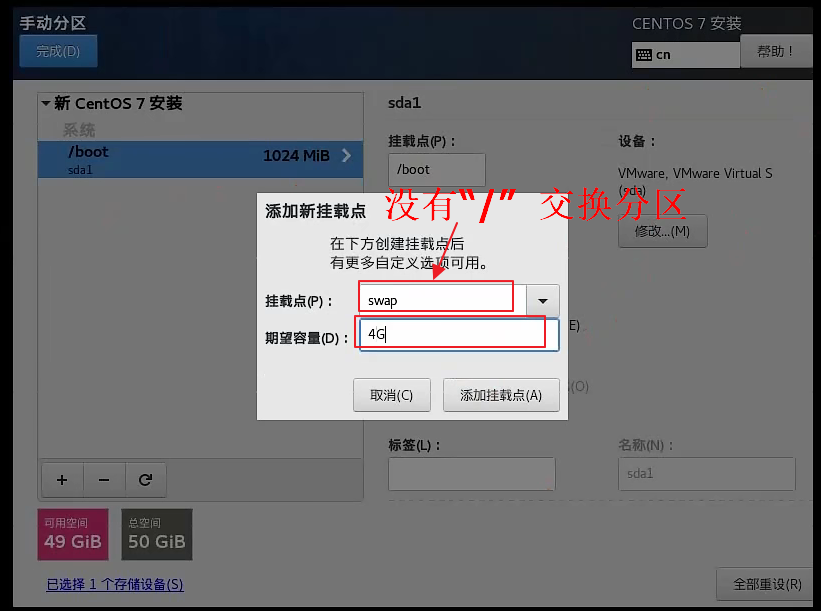 手动分区
CENTOS 7 安装
完成(D)
cn
帮助！
新 CentOS 7 安装
系统
/boot
1024 MiB
sda1
sda1
挂载点(P)：
/boot
设备：
VMware, VMware Virtual S
(sda)
修改...(M)
没有“/” 交换分区
添加新挂载点
在下方创建挂载点后
有更多自定义选项可用。
挂载点(P)：
swap
期望容量(D)：
4G
E)
(O)
取消(C)
添加挂载点(A)
标签(L)：
名称(N)：
sda1
可用空间
49 GiB
总空间
50 GiB
已选择 1 个存储设备(S)
全部重设(R)